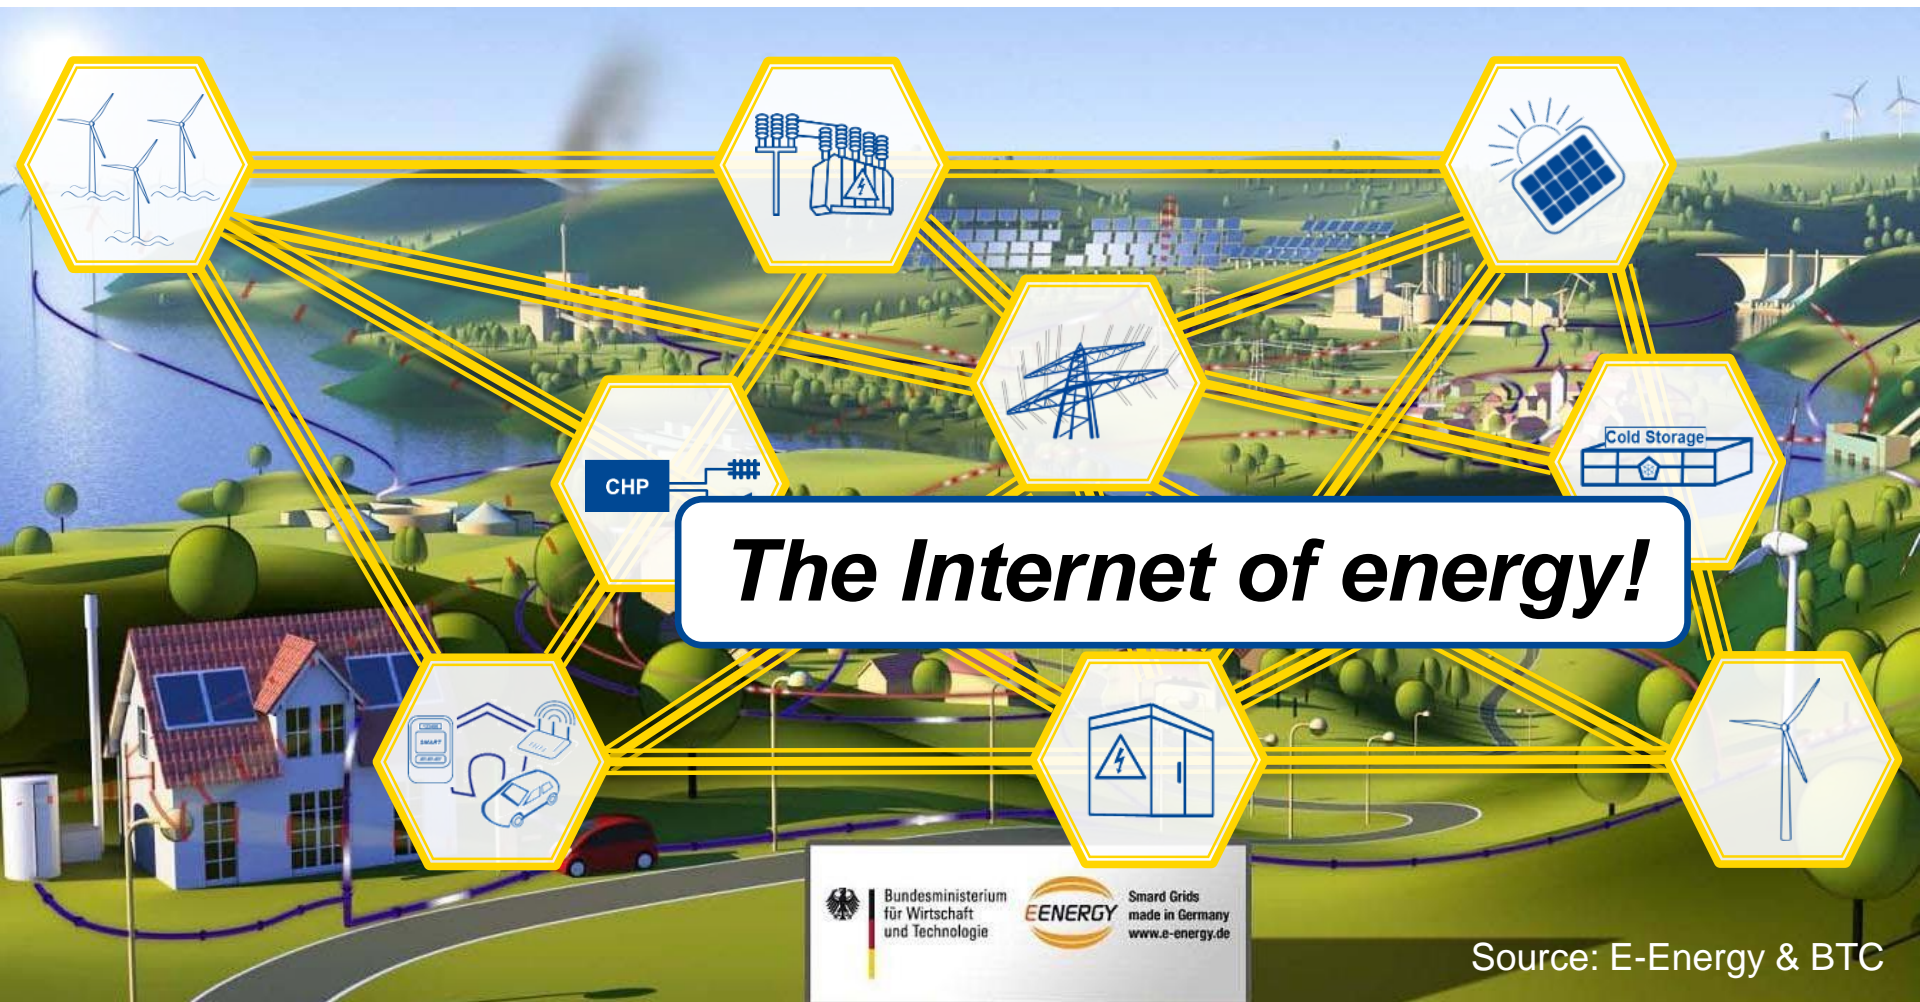 Cold Storage
CHP
The Internet of energy!
SMART
Bundesministerium
für Wirtschaft
und Technologie
EENERGY
Smard Grids
made in Germany
www.e-energy.de
Source: E-Energy & BTC